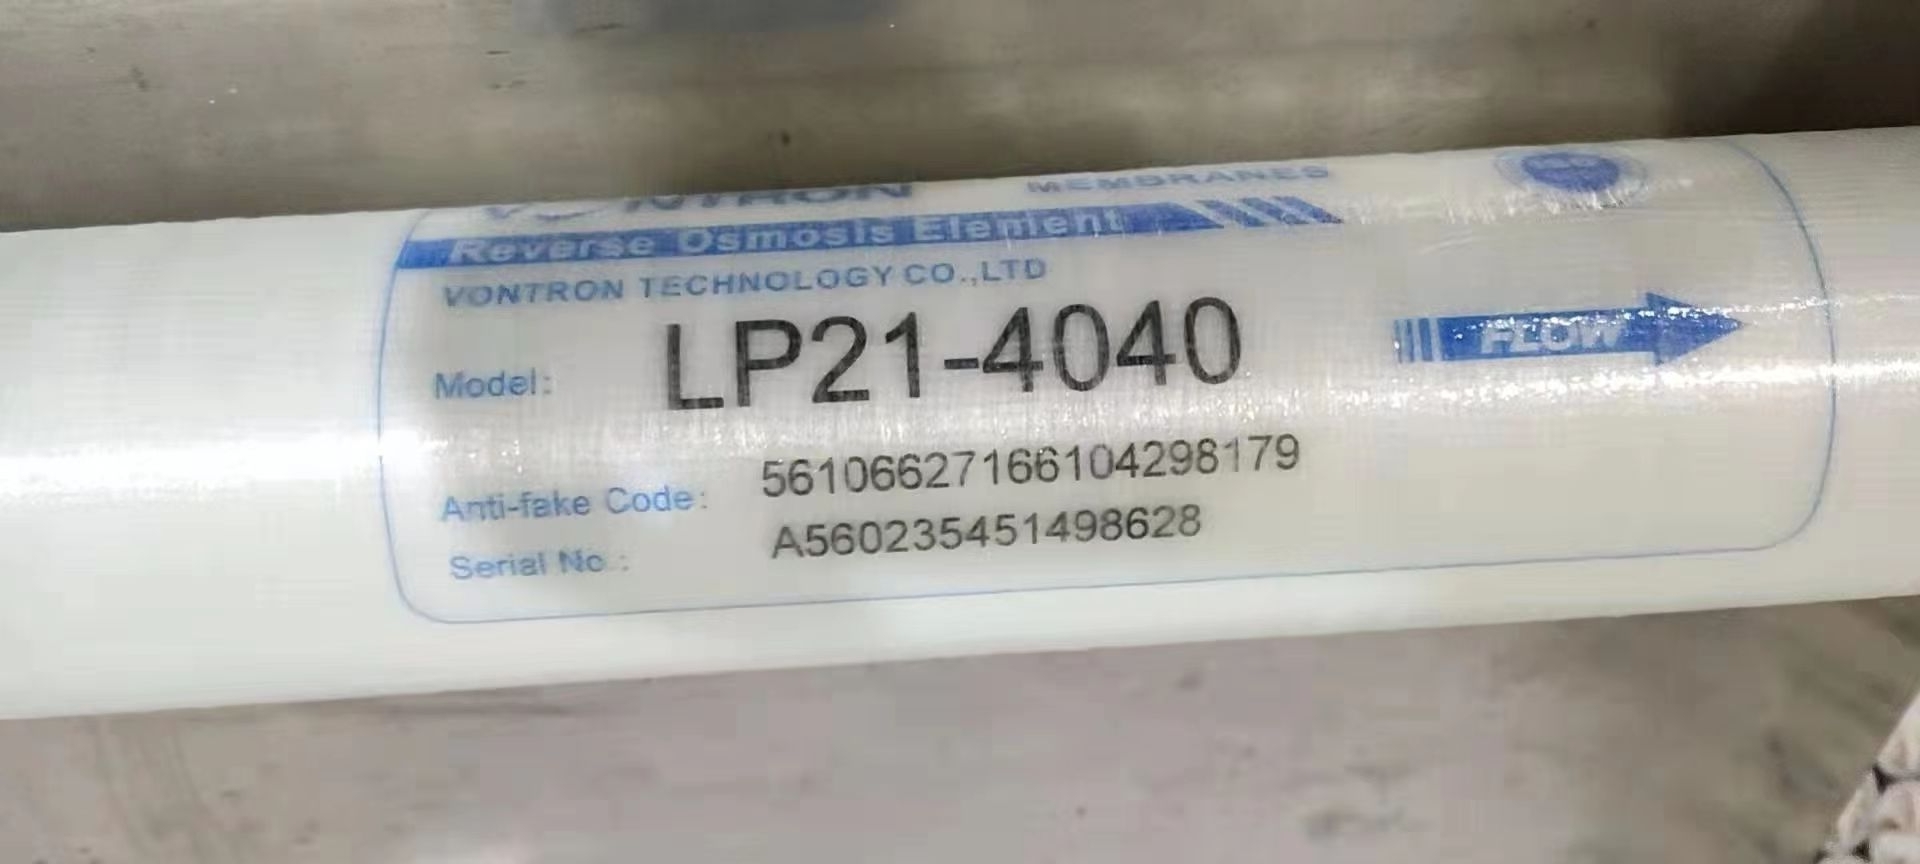 VONTRON MEMBRANES
Reverse Osmosis Element
VONTRON TECHNOLOGY CO.,LTD
Model: LP21-4040
FLOW
Anti-fake Code: 56106627166104298179
Serial No.: A560235451498628